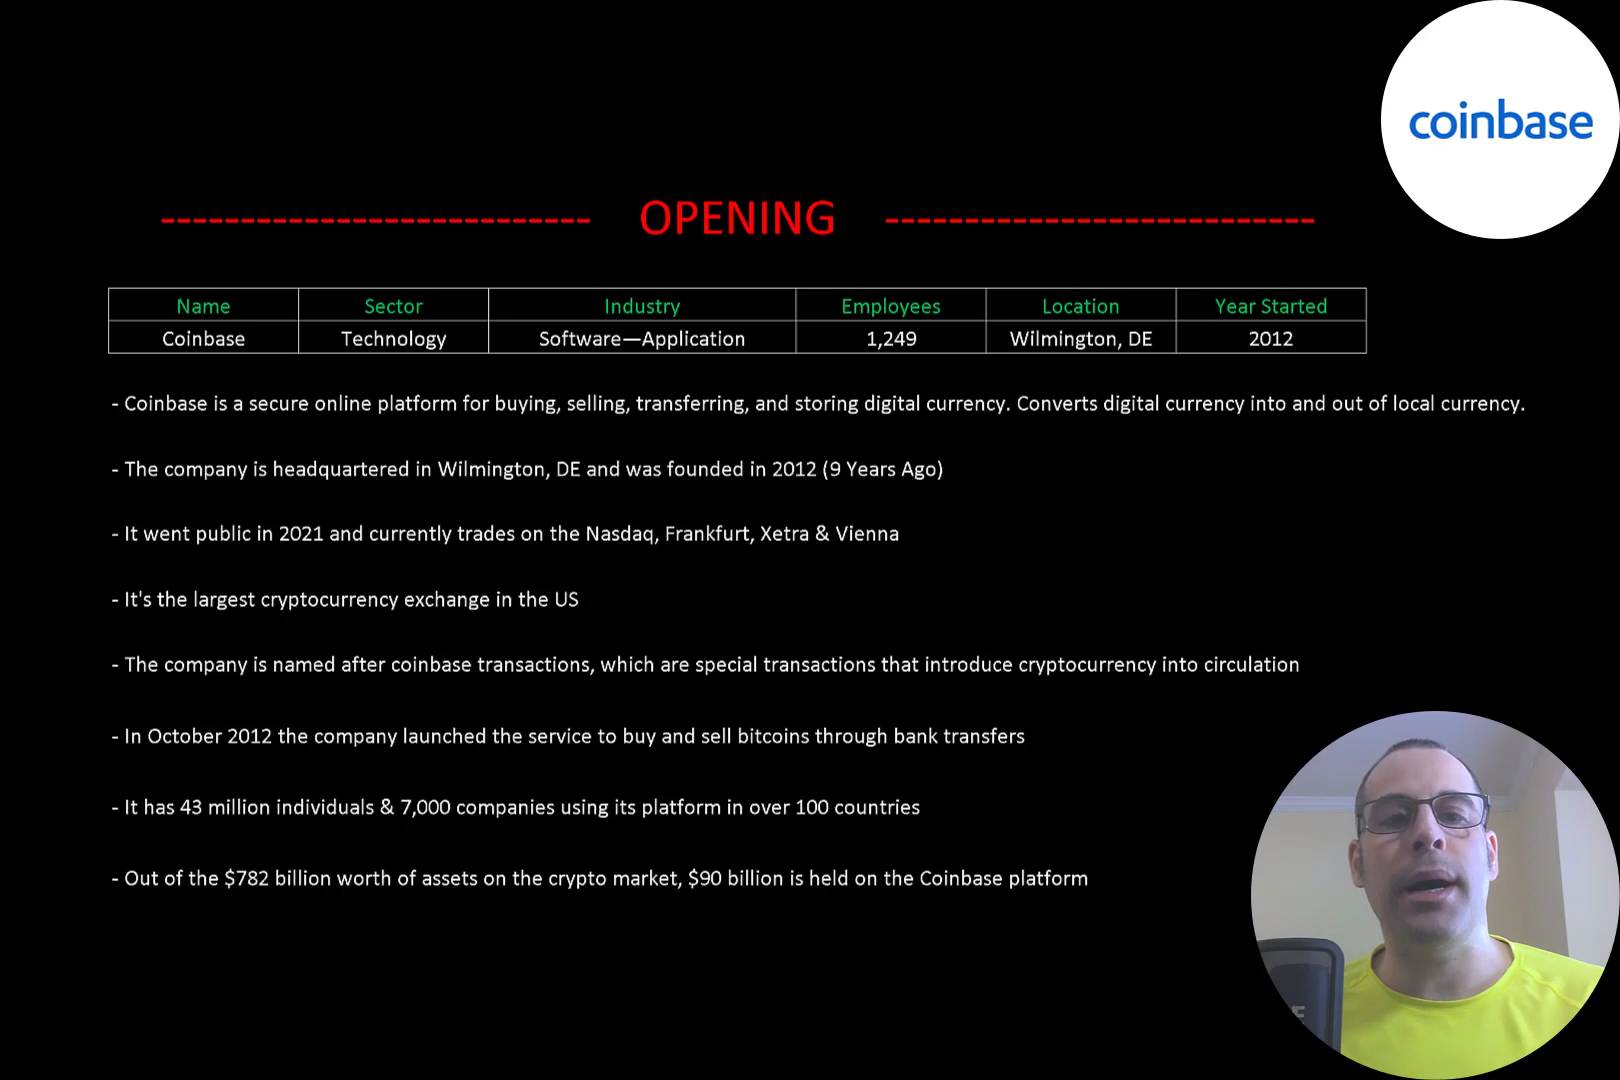 coinbase
-------------------------- OPENING --------------------------
Name Sector Industry Employees Location Year Started
Coinbase Technology Software—Application 1,249 Wilmington, DE 2012
- Coinbase is a secure online platform for buying, selling, transferring, and storing digital currency. Converts digital currency into and out of local currency.
- The company is headquartered in Wilmington, DE and was founded in 2012 (9 Years Ago)
- It went public in 2021 and currently trades on the Nasdaq, Frankfurt, Xetra & Vienna
- It's the largest cryptocurrency exchange in the US
- The company is named after coinbase transactions, which are special transactions that introduce cryptocurrency into circulation
- In October 2012 the company launched the service to buy and sell bitcoins through bank transfers
- It has 43 million individuals & 7,000 companies using its platform in over 100 countries
- Out of the $782 billion worth of assets on the crypto market, $90 billion is held on the Coinbase platform